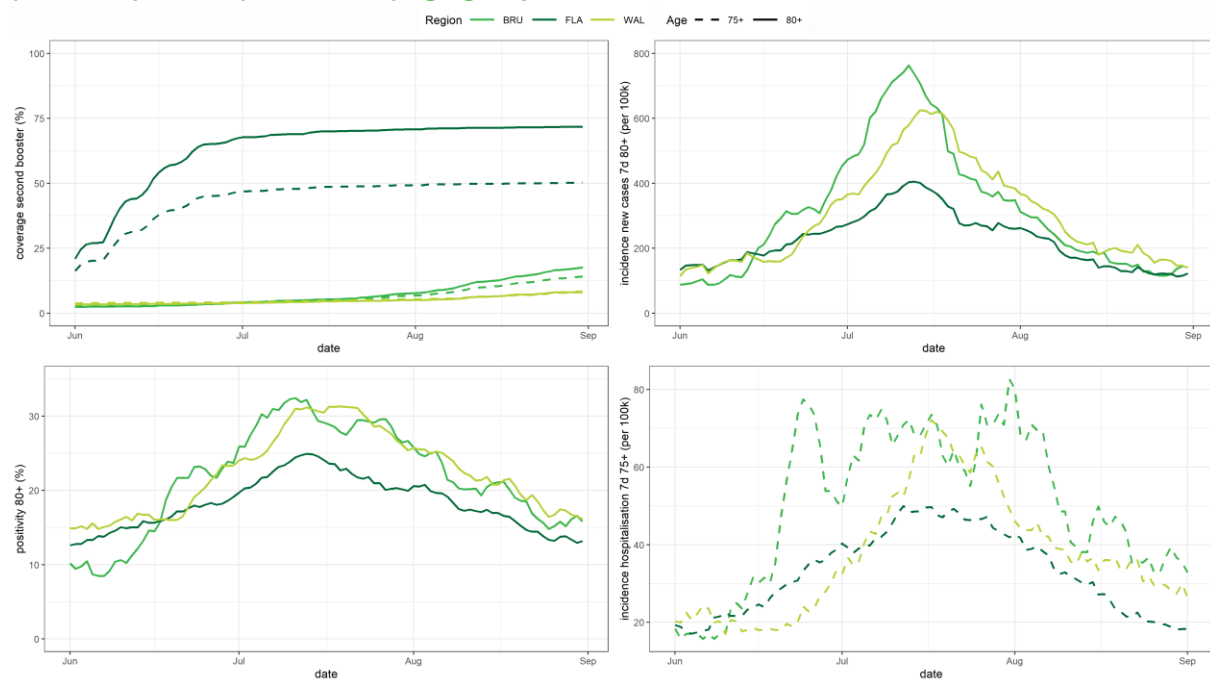 Region BRU FLA WAL Age 75+ 80+
coverage second booster (%)
100
75
50
25
0
Jun Jul Aug Sep
date
incidence new cases 7d 80+ (per 100k)
800
600
400
200
0
Jun Jul Aug Sep
date
positivity 80+ (%)
30
20
10
0
Jun Jul Aug Sep
date
incidence hospitalisation 7d 75+ (per 100k)
80
60
40
20
Jun Jul Aug Sep
date